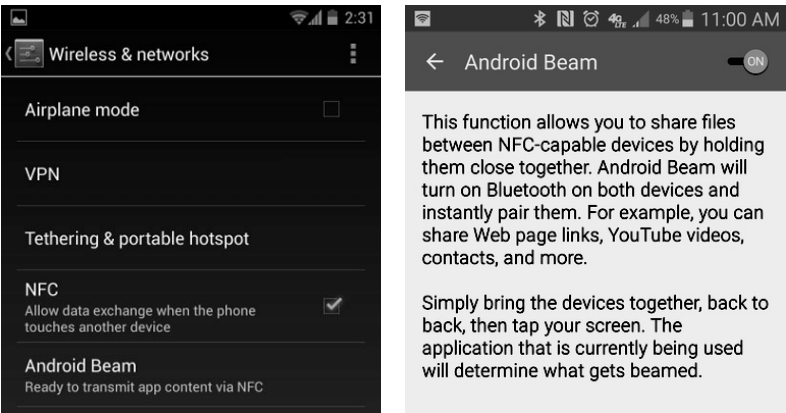 2:31
Wireless & networks
Airplane mode
VPN
Tethering & portable hotspot
NFC
Allow data exchange when the phone
touches another device
Android Beam
Ready to transmit app content via NFC
4G LTE 48% 11:00 AM
Android Beam ON
This function allows you to share files
between NFC-capable devices by holding
them close together. Android Beam will
turn on Bluetooth on both devices and
instantly pair them. For example, you can
share Web page links, YouTube videos,
contacts, and more.
Simply bring the devices together, back to
back, then tap your screen. The
application that is currently being used
will determine what gets beamed.